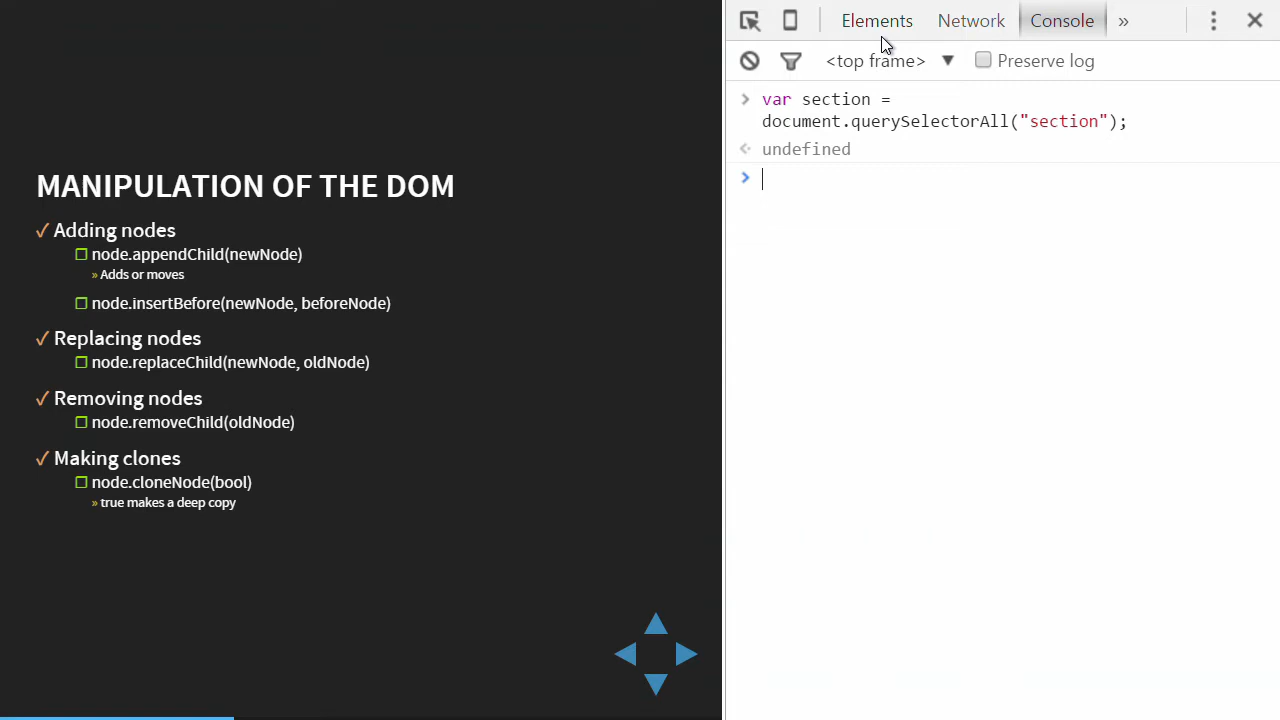 MANIPULATION OF THE DOM
✓ Adding nodes
node.appendChild(newNode)
» Adds or moves
node.insertBefore(newNode, beforeNode)
✓ Replacing nodes
node.replaceChild(newNode, oldNode)
✓ Removing nodes
node.removeChild(oldNode)
✓ Making clones
node.cloneNode(bool)
» true makes a deep copy
Elements Network Console »
<top frame> ▼ Preserve log
> var section =
document.querySelectorAll("section");
undefined
>